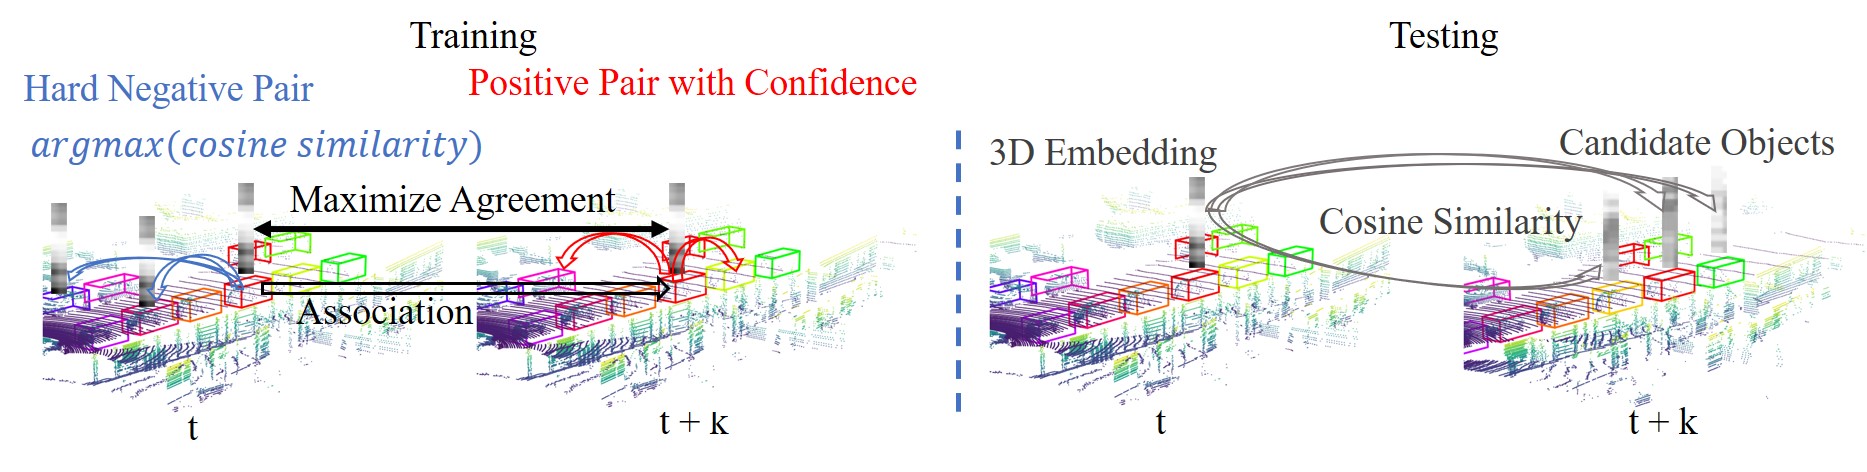 Training
Hard Negative Pair
argmax(cosine similarity)
Positive Pair with Confidence
Maximize Agreement
Association
t
t + k
Testing
3D Embedding
Candidate Objects
Cosine Similarity
t
t + k